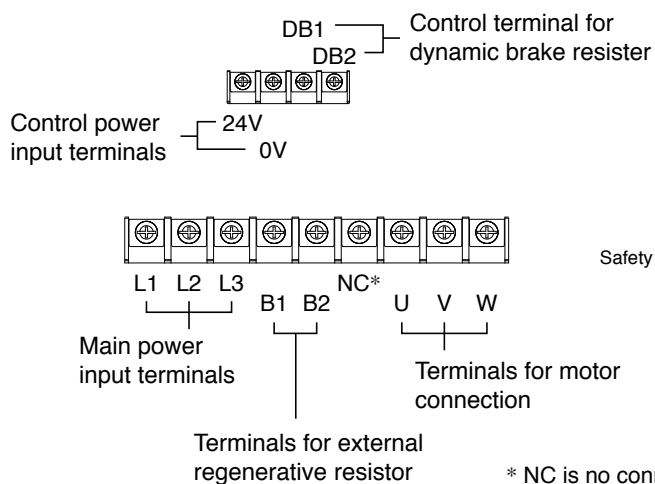 DB1
DB2
Control terminal for
dynamic brake resister
Control power
input terminals
24V
0V
Safety
L1 L2 L3 NC*
B1 B2 U V W
Main power
input terminals
Terminals for motor
connection
Terminals for external
regenerative resistor
* NC is no